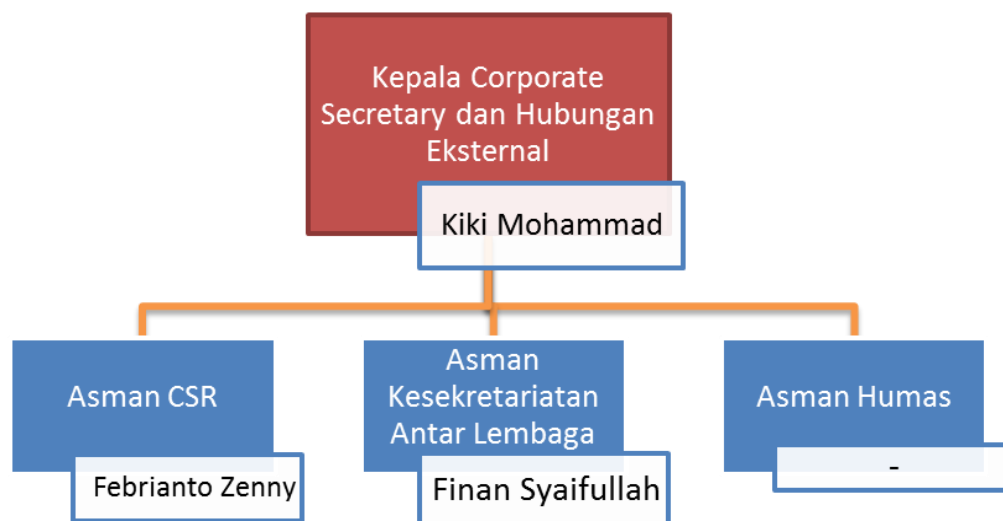 Kepala Corporate
Secretary dan Hubungan
Eksternal
Kiki Mohammad
Asman CSR
Febrianto Zenny
Asman
Kesekretariatan
Antar Lembaga
Finan Syaifullah
Asman Humas
-